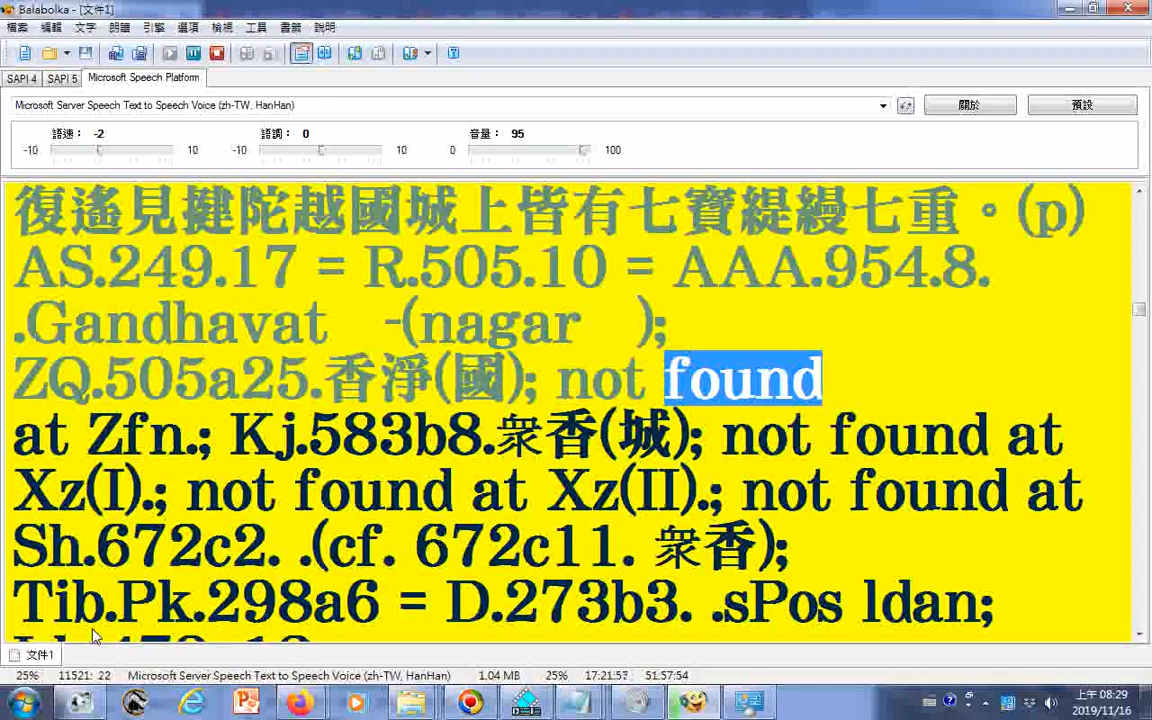 Balabolka - [文件1]
檔案 編輯 文字 朗讀 引擎 選項 檢視 工具 書籤 說明
SAPI 4 SAPI 5 Microsoft Speech Platform
Microsoft Server Speech Text to Speech Voice (zh-TW, HanHan) 關於 預設
語速： -2 語調： 0 音量： 95
-10 10 -10 10 0 100
復遙見揵陀越國城上皆有七寶緹縵七重。(p)
AS.249.17 = R.505.10 = AAA.954.8.
.Gandhavat -(nagar );
ZQ.505a25.香淨(國); not found
at Zfn.; Kj.583b8.衆香(城); not found at
Xz(I).; not found at Xz(II).; not found at
Sh.672c2. .(cf. 672c11. 衆香);
Tib.Pk.298a6 = D.273b3. .sPos ldan;
文件1
25% 11521: 22 Microsoft Server Speech Text to Speech Voice (zh-TW, HanHan) 1.04 MB 25% 17:21:53 51:57:54
上午 08:29
2019/11/16